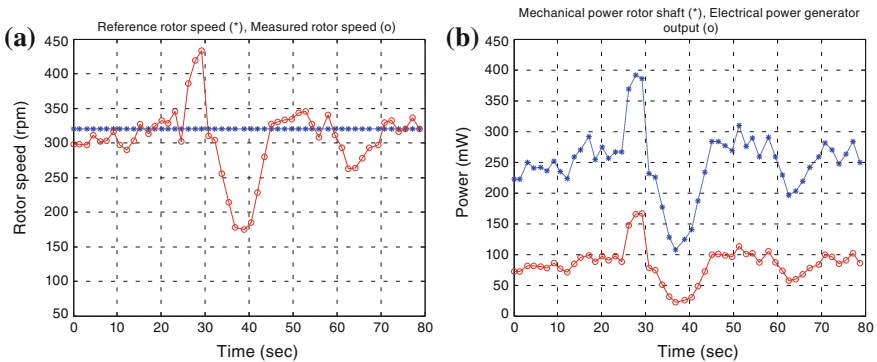 (a)
Reference rotor speed (*), Measured rotor speed (o)
450
400
350
300
250
200
150
100
50
Rotor speed (rpm)
0 10 20 30 40 50 60 70 80
Time (sec)
(b)
Mechanical power rotor shaft (*), Electrical power generator
output (o)
450
400
350
300
250
200
150
100
50
0
Power (mW)
0 10 20 30 40 50 60 70 80
Time (sec)